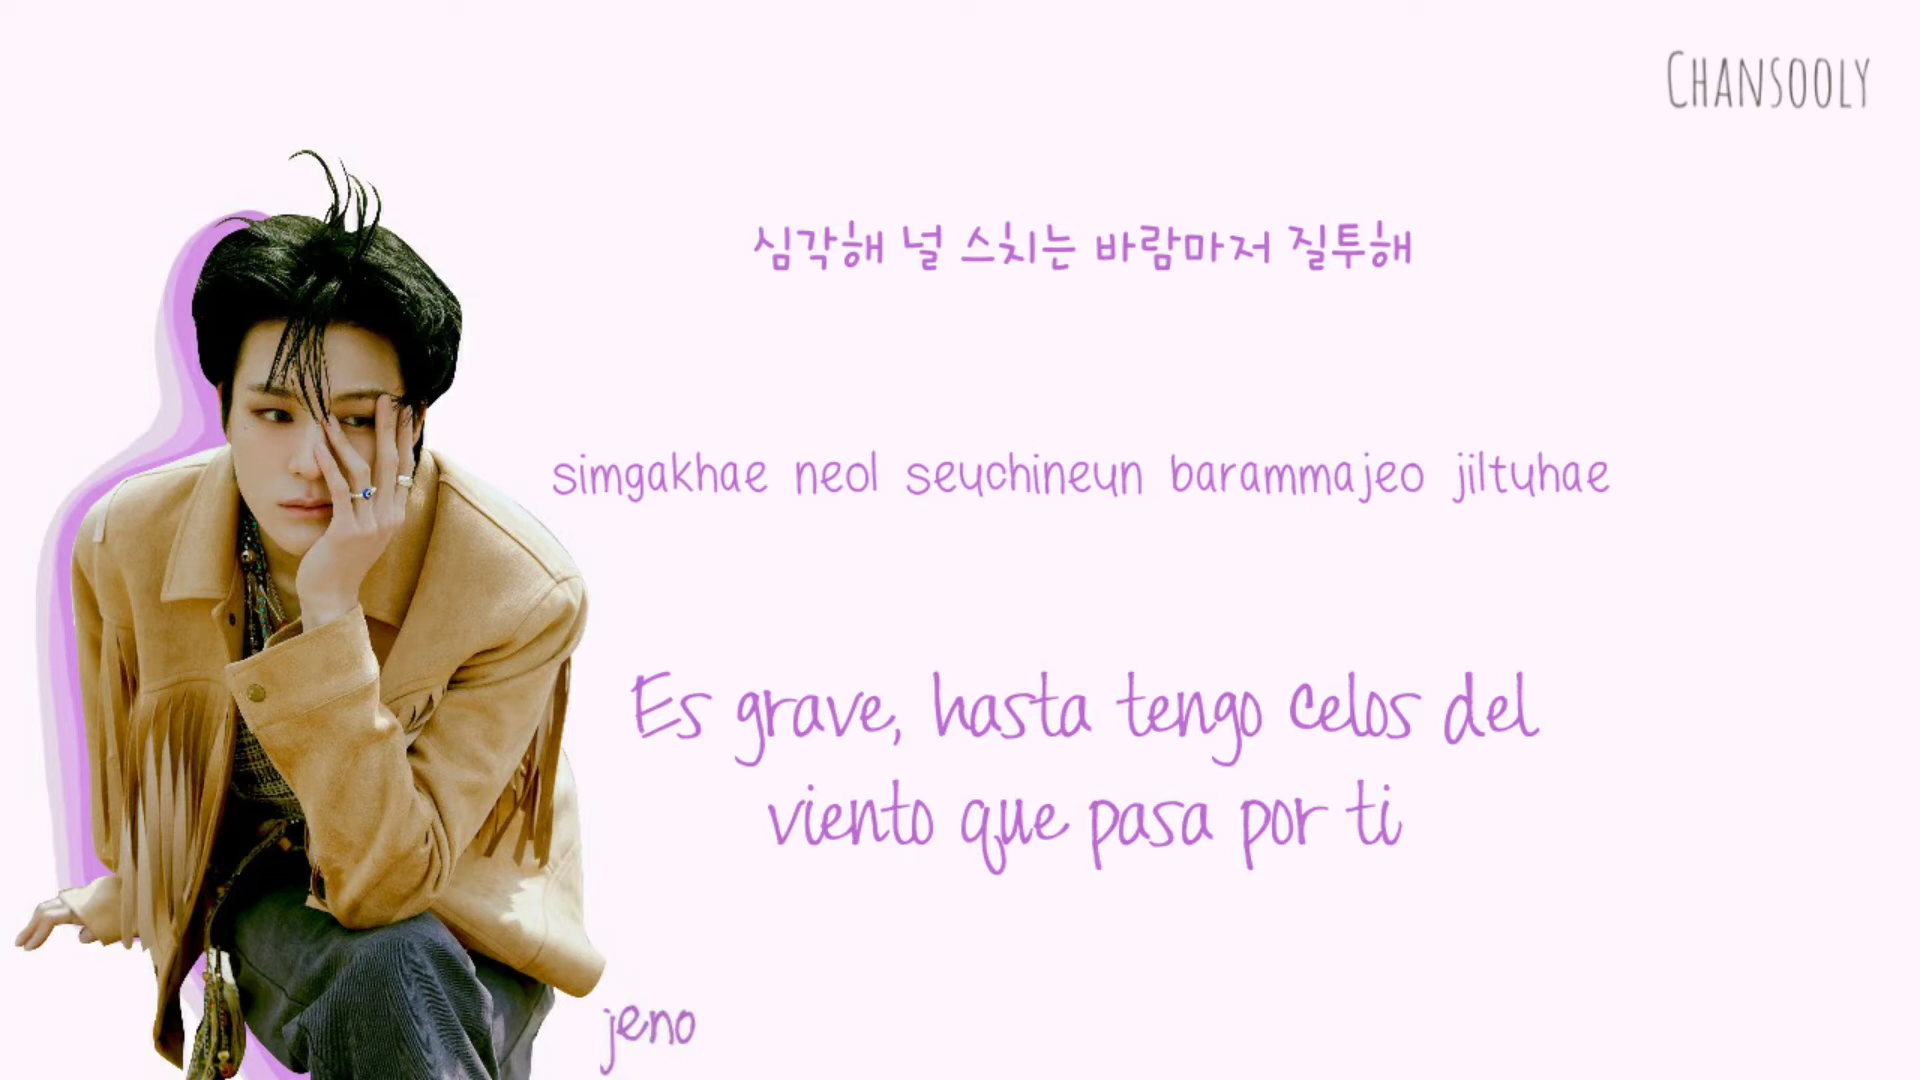 CHANSOOLY
심각해 널 스치는 바람마저 질투해
simgakhae neol seuchineun barammajeo jiltuhae
Es grave, hasta tengo celos del
viento que pasa por ti
jeno